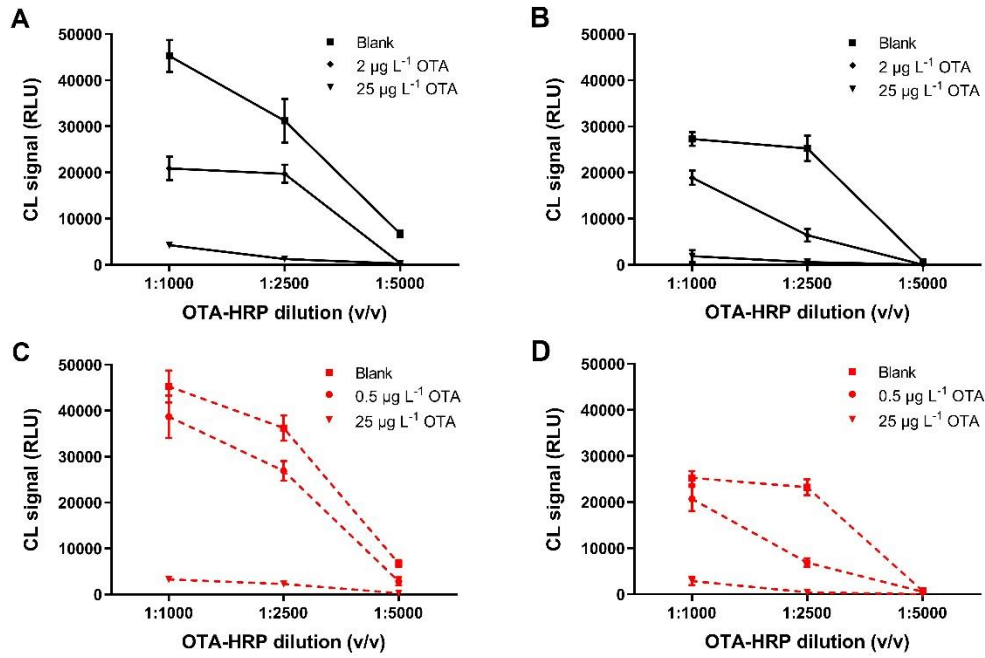 A
CL signal (RLU)
50000
40000
30000
20000
10000
0
1:1000
1:2500
1:5000
OTA-HRP dilution (v/v)
Blank
2 µg L⁻¹ OTA
25 µg L⁻¹ OTA
B
CL signal (RLU)
50000
40000
30000
20000
10000
0
1:1000
1:2500
1:5000
OTA-HRP dilution (v/v)
Blank
2 µg L⁻¹ OTA
25 µg L⁻¹ OTA
C
CL signal (RLU)
50000
40000
30000
20000
10000
0
1:1000
1:2500
1:5000
OTA-HRP dilution (v/v)
Blank
0.5 µg L⁻¹ OTA
25 µg L⁻¹ OTA
D
CL signal (RLU)
50000
40000
30000
20000
10000
0
1:1000
1:2500
1:5000
OTA-HRP dilution (v/v)
Blank
0.5 µg L⁻¹ OTA
25 µg L⁻¹ OTA